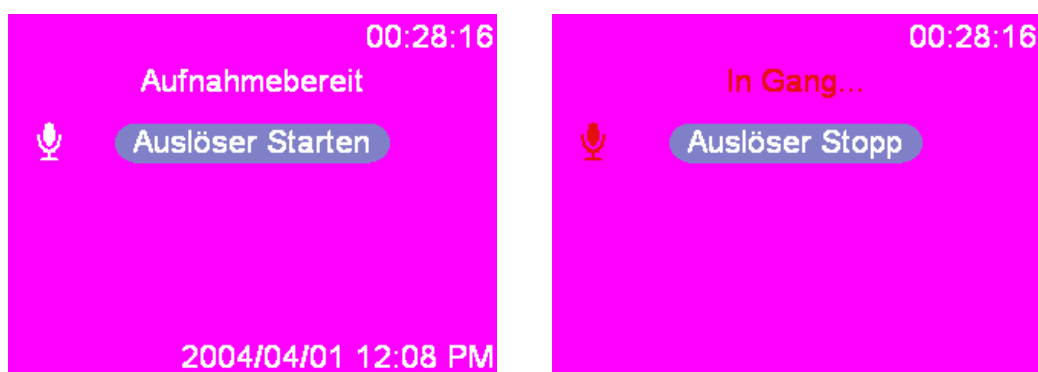 00:28:16
Aufnahmebereit
Auslöser Starten
2004/04/01 12:08 PM
00:28:16
In Gang...
Auslöser Stopp